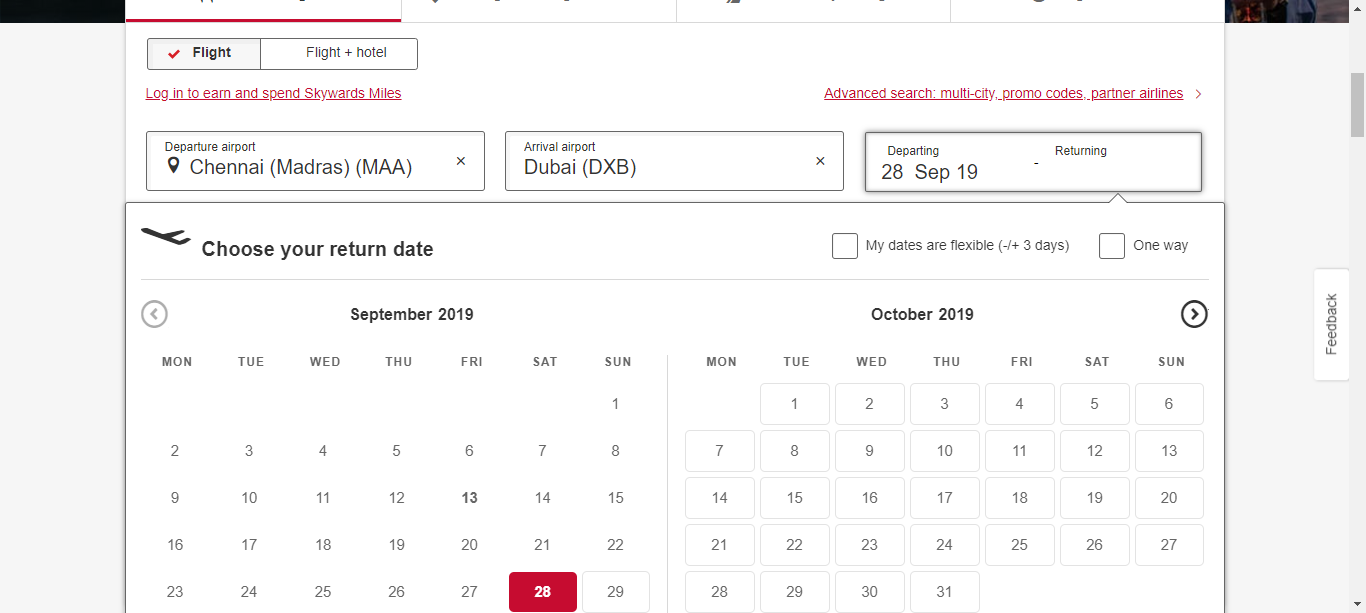 Flight
Flight + hotel
Log in to earn and spend Skywards Miles
Advanced search: multi-city, promo codes, partner airlines
Departure airport
Chennai (Madras) (MAA)
×
Arrival airport
Dubai (DXB)
×
Departing
28 Sep 19
-
Returning
Choose your return date
My dates are flexible (-/+ 3 days)
One way
September 2019
MON TUE WED THU FRI SAT SUN
1
2 3 4 5 6 7 8
9 10 11 12 13 14 15
16 17 18 19 20 21 22
23 24 25 26 27 28 29
October 2019
MON TUE WED THU FRI SAT SUN
1 2 3 4 5 6
7 8 9 10 11 12 13
14 15 16 17 18 19 20
21 22 23 24 25 26 27
28 29 30 31
Feedback